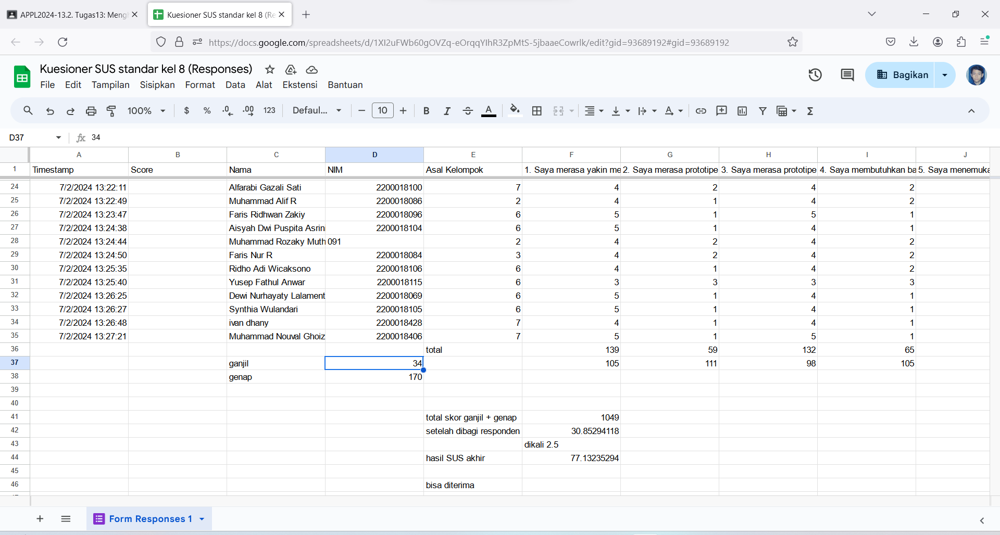 APPL2024-13.2. Tugas13: Mengl
Kuesioner SUS standar kel 8 (Re
https://docs.google.com/spreadsheets/d/1XI2uFWb60gOVZq-eOrqqYIhR3ZpMtS-5jbaaeCowrlk/edit?gid=93689192#gid=93689192
Kuesioner SUS standar kel 8 (Responses)
File Edit Tampilan Sisipkan Format Data Alat Ekstensi Bantuan
Bagikan
100% $ % .0 .00 123 Defaul... 10 B I A
D37 fx 34
A B C D E F G H I J
1 Timestamp Score Nama NIM Asal Kelompok 1. Saya merasa yakin me 2. Saya merasa prototipe 3. Saya merasa prototipe 4. Saya membutuhkan ba 5. Saya menemuka
24 7/2/2024 13:22:11 Alfarabi Gazali Sati 2200018100 7 4 2 4 2
25 7/2/2024 13:22:49 Muhammad Alif R 2200018086 2 4 1 4 2
26 7/2/2024 13:23:47 Faris Ridhwan Zakiy 2200018096 6 5 1 5 1
27 7/2/2024 13:24:38 Aisyah Dwi Puspita Asrini 2200018104 6 5 1 4 1
28 7/2/2024 13:24:44 Muhammad Rozaky Muth 091 2 4 2 4 2
29 7/2/2024 13:24:50 Faris Nur R 2200018084 3 4 2 4 2
30 7/2/2024 13:25:35 Ridho Adi Wicaksono 2200018106 6 4 1 4 2
31 7/2/2024 13:25:40 Yusep Fathul Anwar 2200018115 6 3 3 3 3
32 7/2/2024 13:26:25 Dewi Nurhayaty Lalament 2200018069 6 5 1 4 1
33 7/2/2024 13:26:27 Synthia Wulandari 2200018105 6 5 1 4 1
34 7/2/2024 13:26:48 ivan dhany 2200018428 7 4 1 4 1
35 7/2/2024 13:27:21 Muhammad Nouval Ghoiz 2200018406 7 5 1 5 1
36 total 139 59 132 65
37 ganjil 34 105 111 98 105
38 genap 170
39
40
41 total skor ganjil + genap 1049
42 setelah dibagi responden 30.85294118
43 dikali 2.5
44 hasil SUS akhir 77.13235294
45
46 bisa diterima
Form Responses 1